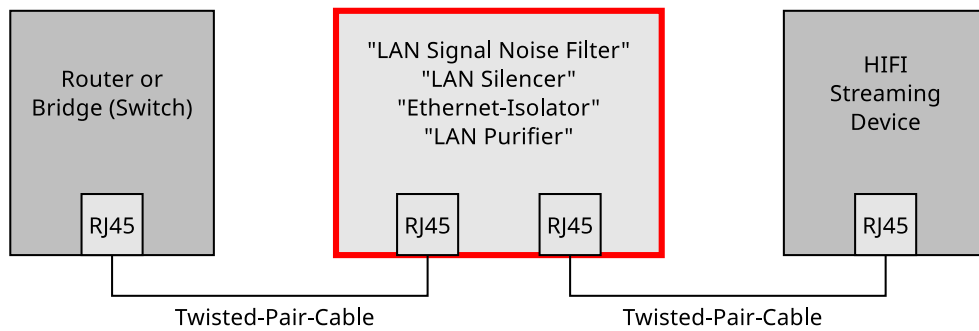 Router or
Bridge (Switch)
RJ45
"LAN Signal Noise Filter"
"LAN Silencer"
"Ethernet-Isolator"
"LAN Purifier"
RJ45
RJ45
HIFI
Streaming
Device
RJ45
Twisted-Pair-Cable
Twisted-Pair-Cable